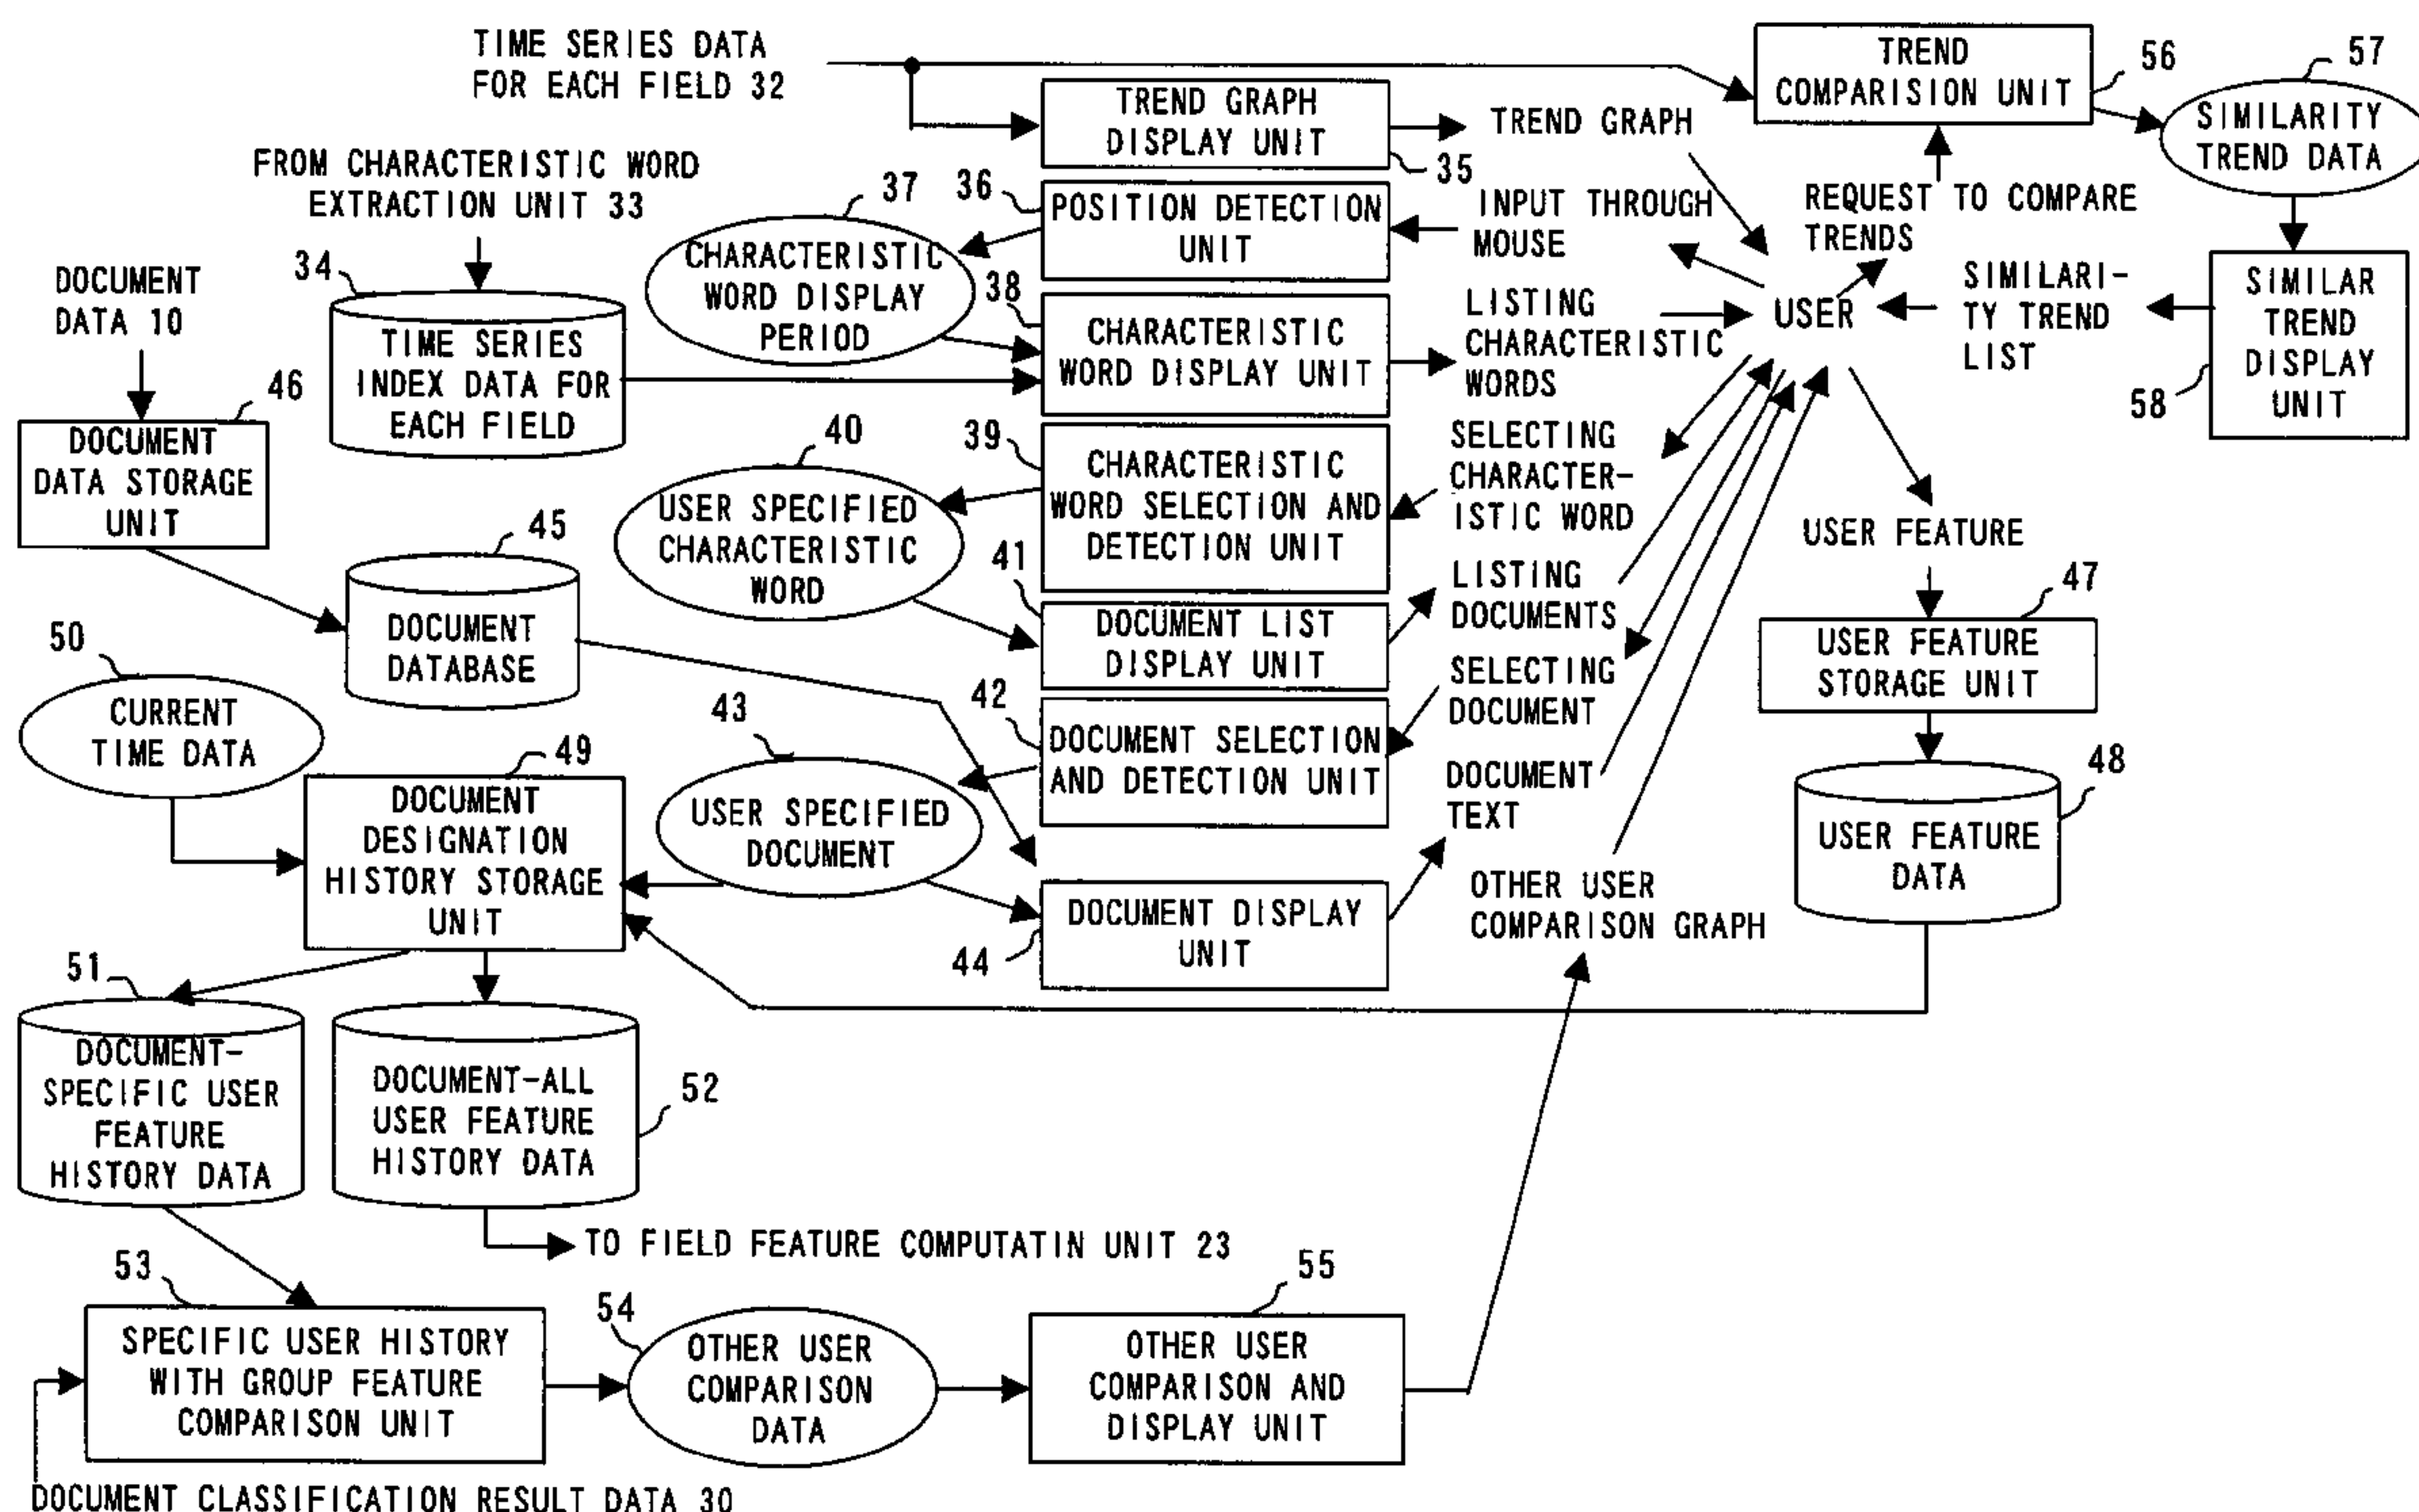 TIME SERIES DATA
FOR EACH FIELD 32
TREND
COMPARISION UNIT
56
57
SIMILARITY
TREND DATA
TREND GRAPH
DISPLAY UNIT
35
TREND GRAPH
FROM CHARACTERISTIC WORD
EXTRACTION UNIT 33
37
36
POSITION DETECTION
UNIT
INPUT THROUGH
MOUSE
REQUEST TO COMPARE
TRENDS
CHARACTERISTIC
WORD DISPLAY
PERIOD
DOCUMENT
DATA 10
34
TIME SERIES
INDEX DATA FOR
EACH FIELD
38
CHARACTERISTIC
WORD DISPLAY UNIT
LISTING
CHARACTERISTIC
WORDS
USER
SIMILARI-
TY TREND
LIST
SIMILAR
TREND
DISPLAY
UNIT
58
46
DOCUMENT
DATA STORAGE
UNIT
40
USER SPECIFIED
CHARACTERISTIC
WORD
39
CHARACTERISTIC
WORD SELECTION AND
DETECTION UNIT
SELECTING
CHARACTER-
ISTIC WORD
USER FEATURE
45
DOCUMENT
DATABASE
41
DOCUMENT LIST
DISPLAY UNIT
LISTING
DOCUMENTS
47
USER FEATURE
STORAGE UNIT
50
CURRENT
TIME DATA
43
USER SPECIFIED
DOCUMENT
42
DOCUMENT SELECTION
AND DETECTION UNIT
SELECTING
DOCUMENT
48
USER FEATURE
DATA
49
DOCUMENT
DESIGNATION
HISTORY STORAGE
UNIT
DOCUMENT
TEXT
44
DOCUMENT DISPLAY
UNIT
OTHER USER
COMPARISON GRAPH
51
DOCUMENT-
SPECIFIC USER
FEATURE
HISTORY DATA
DOCUMENT-ALL
USER FEATURE
HISTORY DATA
52
TO FIELD FEATURE COMPUTATIN UNIT 23
53
SPECIFIC USER HISTORY
WITH GROUP FEATURE
COMPARISON UNIT
54
OTHER USER
COMPARISON
DATA
55
OTHER USER
COMPARISON AND
DISPLAY UNIT
DOCUMENT CLASSIFICATION RESULT DATA 30